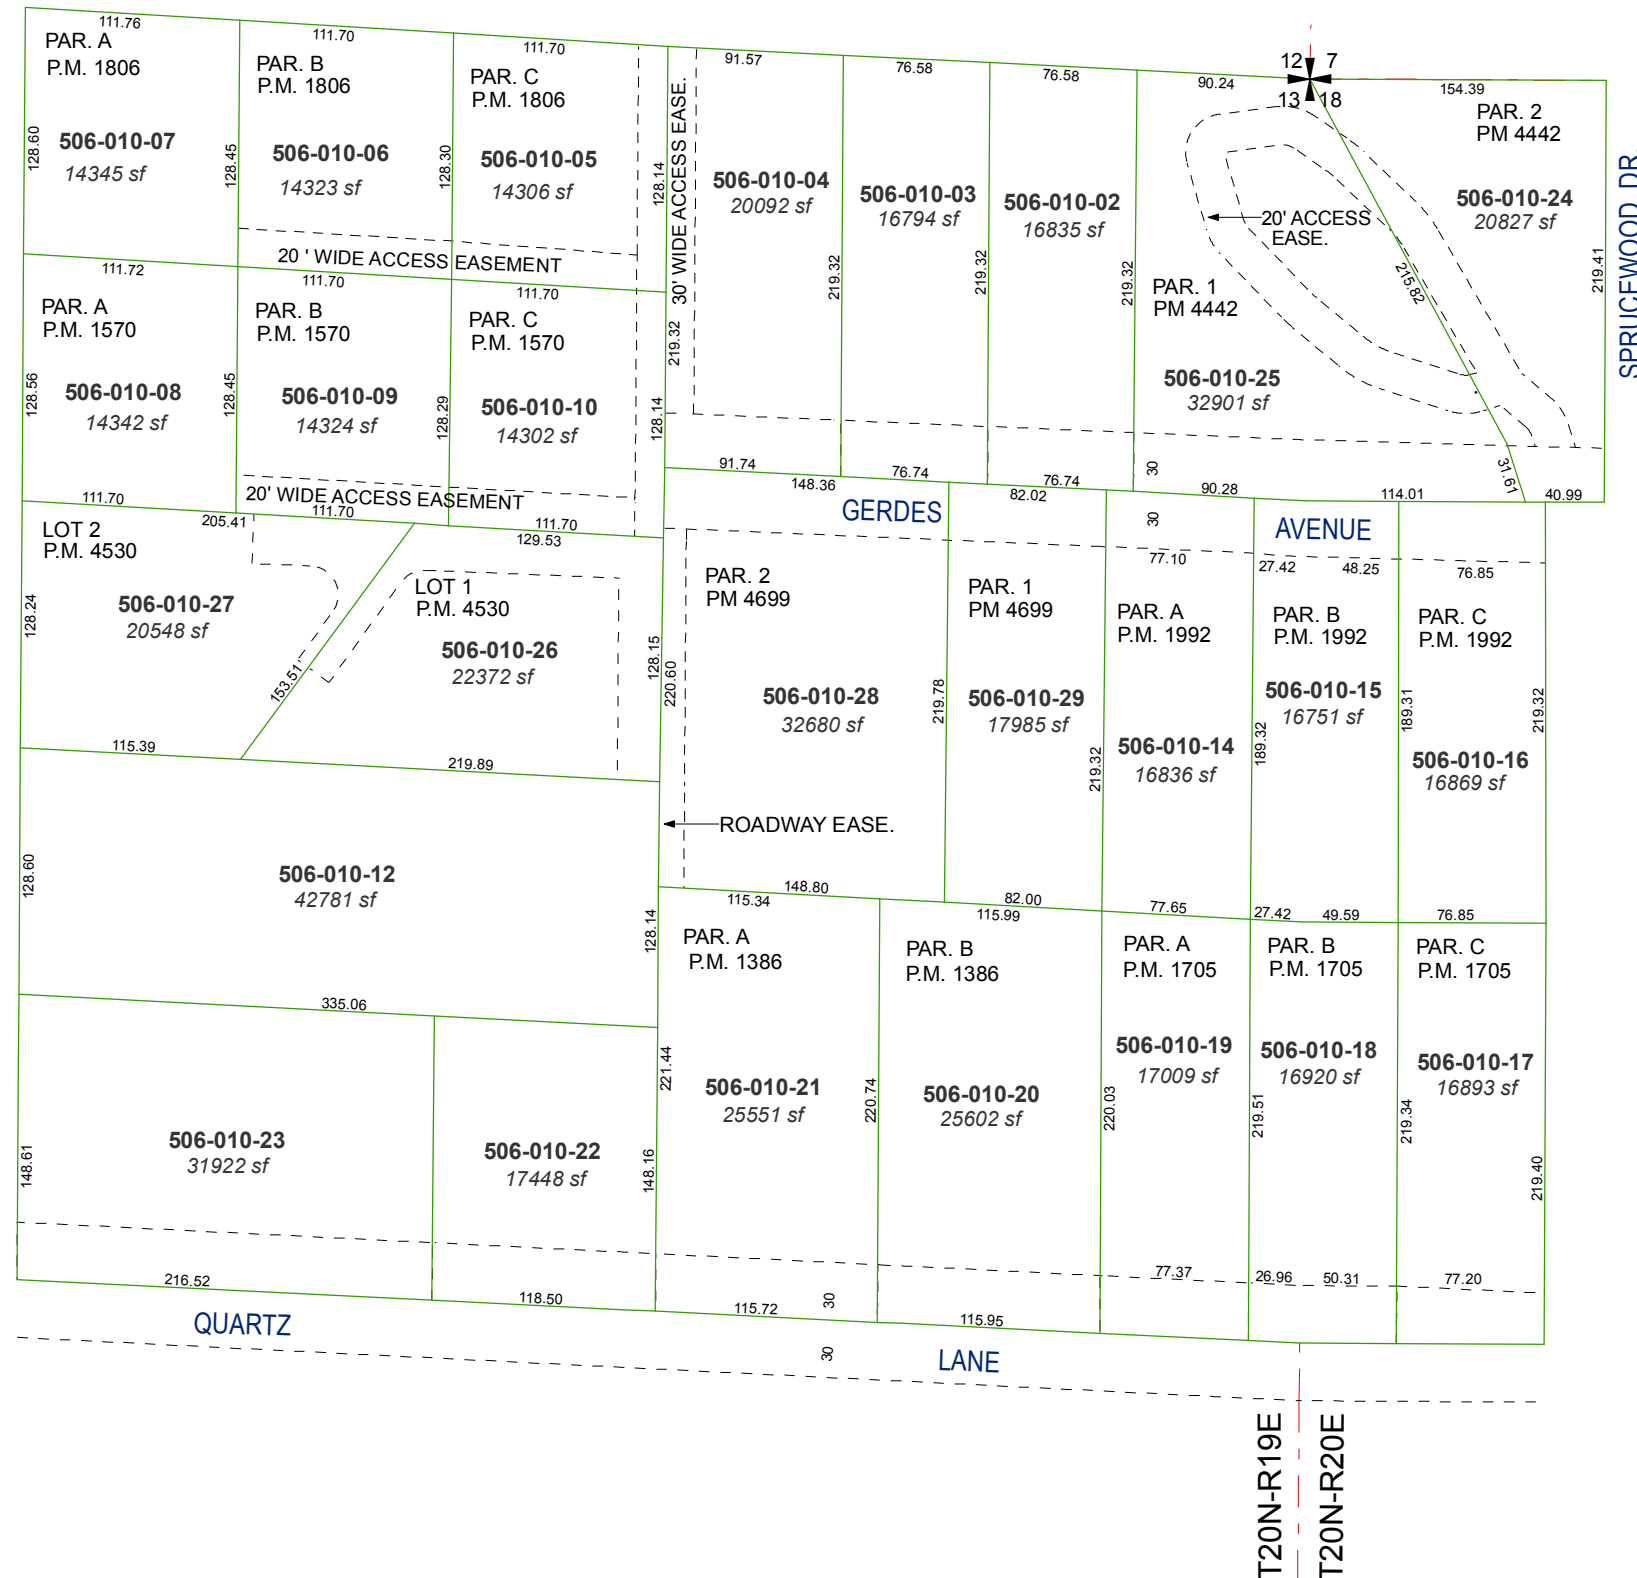 111.76
111.70
111.70
91.57
76.58
76.58
90.24
12
7
13
18
154.39
PAR. A
P.M. 1806
506-010-07
14345 sf
128.60
PAR. B
P.M. 1806
506-010-06
14323 sf
128.45
PAR. C
P.M. 1806
506-010-05
14306 sf
128.30
128.14
30' WIDE ACCESS EASE.
506-010-04
20092 sf
219.32
506-010-03
16794 sf
219.32
506-010-02
16835 sf
219.32
20' ACCESS
EASE.
PAR. 1
PM 4442
506-010-25
32901 sf
215.82
PAR. 2
PM 4442
506-010-24
20827 sf
219.41
SPRUCEWOOD DR.
20 ' WIDE ACCESS EASEMENT
111.72
111.70
111.70
PAR. A
P.M. 1570
506-010-08
14342 sf
128.56
PAR. B
P.M. 1570
506-010-09
14324 sf
128.45
PAR. C
P.M. 1570
506-010-10
14302 sf
128.29
128.14
219.32
20' WIDE ACCESS EASEMENT
111.70
111.70
111.70
91.74
76.74
76.74
30
90.28
31.61
114.01
40.99
148.36
82.02
GERDES
30
AVENUE
205.41
129.53
LOT 2
P.M. 4530
506-010-27
20548 sf
128.24
153.51'
LOT 1
P.M. 4530
506-010-26
22372 sf
128.15
220.60
77.10
27.42
48.25
76.85
PAR. 2
PM 4699
506-010-28
32680 sf
219.78
PAR. 1
PM 4699
506-010-29
17985 sf
219.32
PAR. A
P.M. 1992
506-010-14
16836 sf
189.32
PAR. B
P.M. 1992
506-010-15
16751 sf
189.31
PAR. C
P.M. 1992
506-010-16
16869 sf
219.32
115.39
219.89
ROADWAY EASE.
506-010-12
42781 sf
128.60
128.14
148.80
82.00
77.65
27.42
49.59
76.85
115.34
115.99
PAR. A
P.M. 1386
506-010-21
25551 sf
221.44
220.74
PAR. B
P.M. 1386
506-010-20
25602 sf
220.03
PAR. A
P.M. 1705
506-010-19
17009 sf
219.51
PAR. B
P.M. 1705
506-010-18
16920 sf
219.34
PAR. C
P.M. 1705
506-010-17
16893 sf
219.40
335.06
506-010-23
31922 sf
148.61
506-010-22
17448 sf
148.16
77.37
26.96
50.31
77.20
216.52
118.50
115.72
30
115.95
QUARTZ
30
LANE
T20N-R19E
T20N-R20E